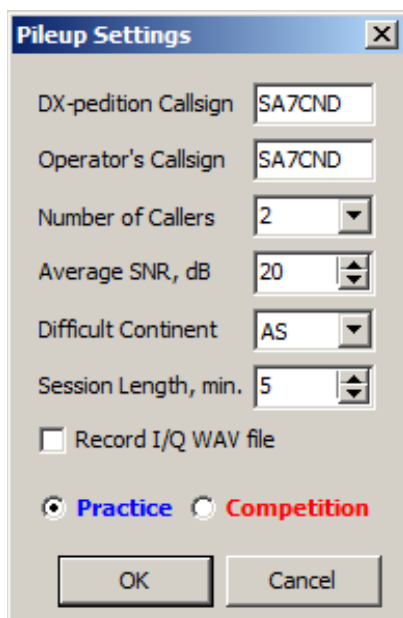 Pileup Settings
DX-pedition Callsign SA7CND
Operator's Callsign SA7CND
Number of Callers 2
Average SNR, dB 20
Difficult Continent AS
Session Length, min. 5
Record I/Q WAV file
Practice Competition
OK Cancel